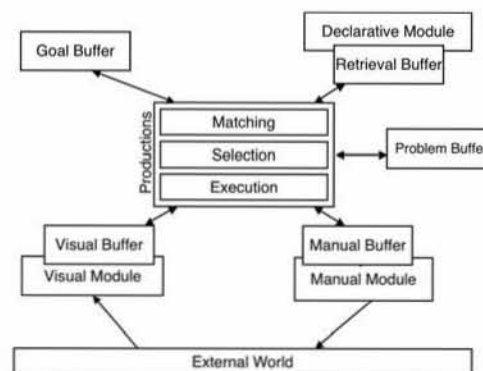 Declarative Module
Goal Buffer
Retrieval Buffer
Productions
Matching
Selection
Execution
Problem Buffer
Visual Buffer
Manual Buffer
Visual Module
Manual Module
External World